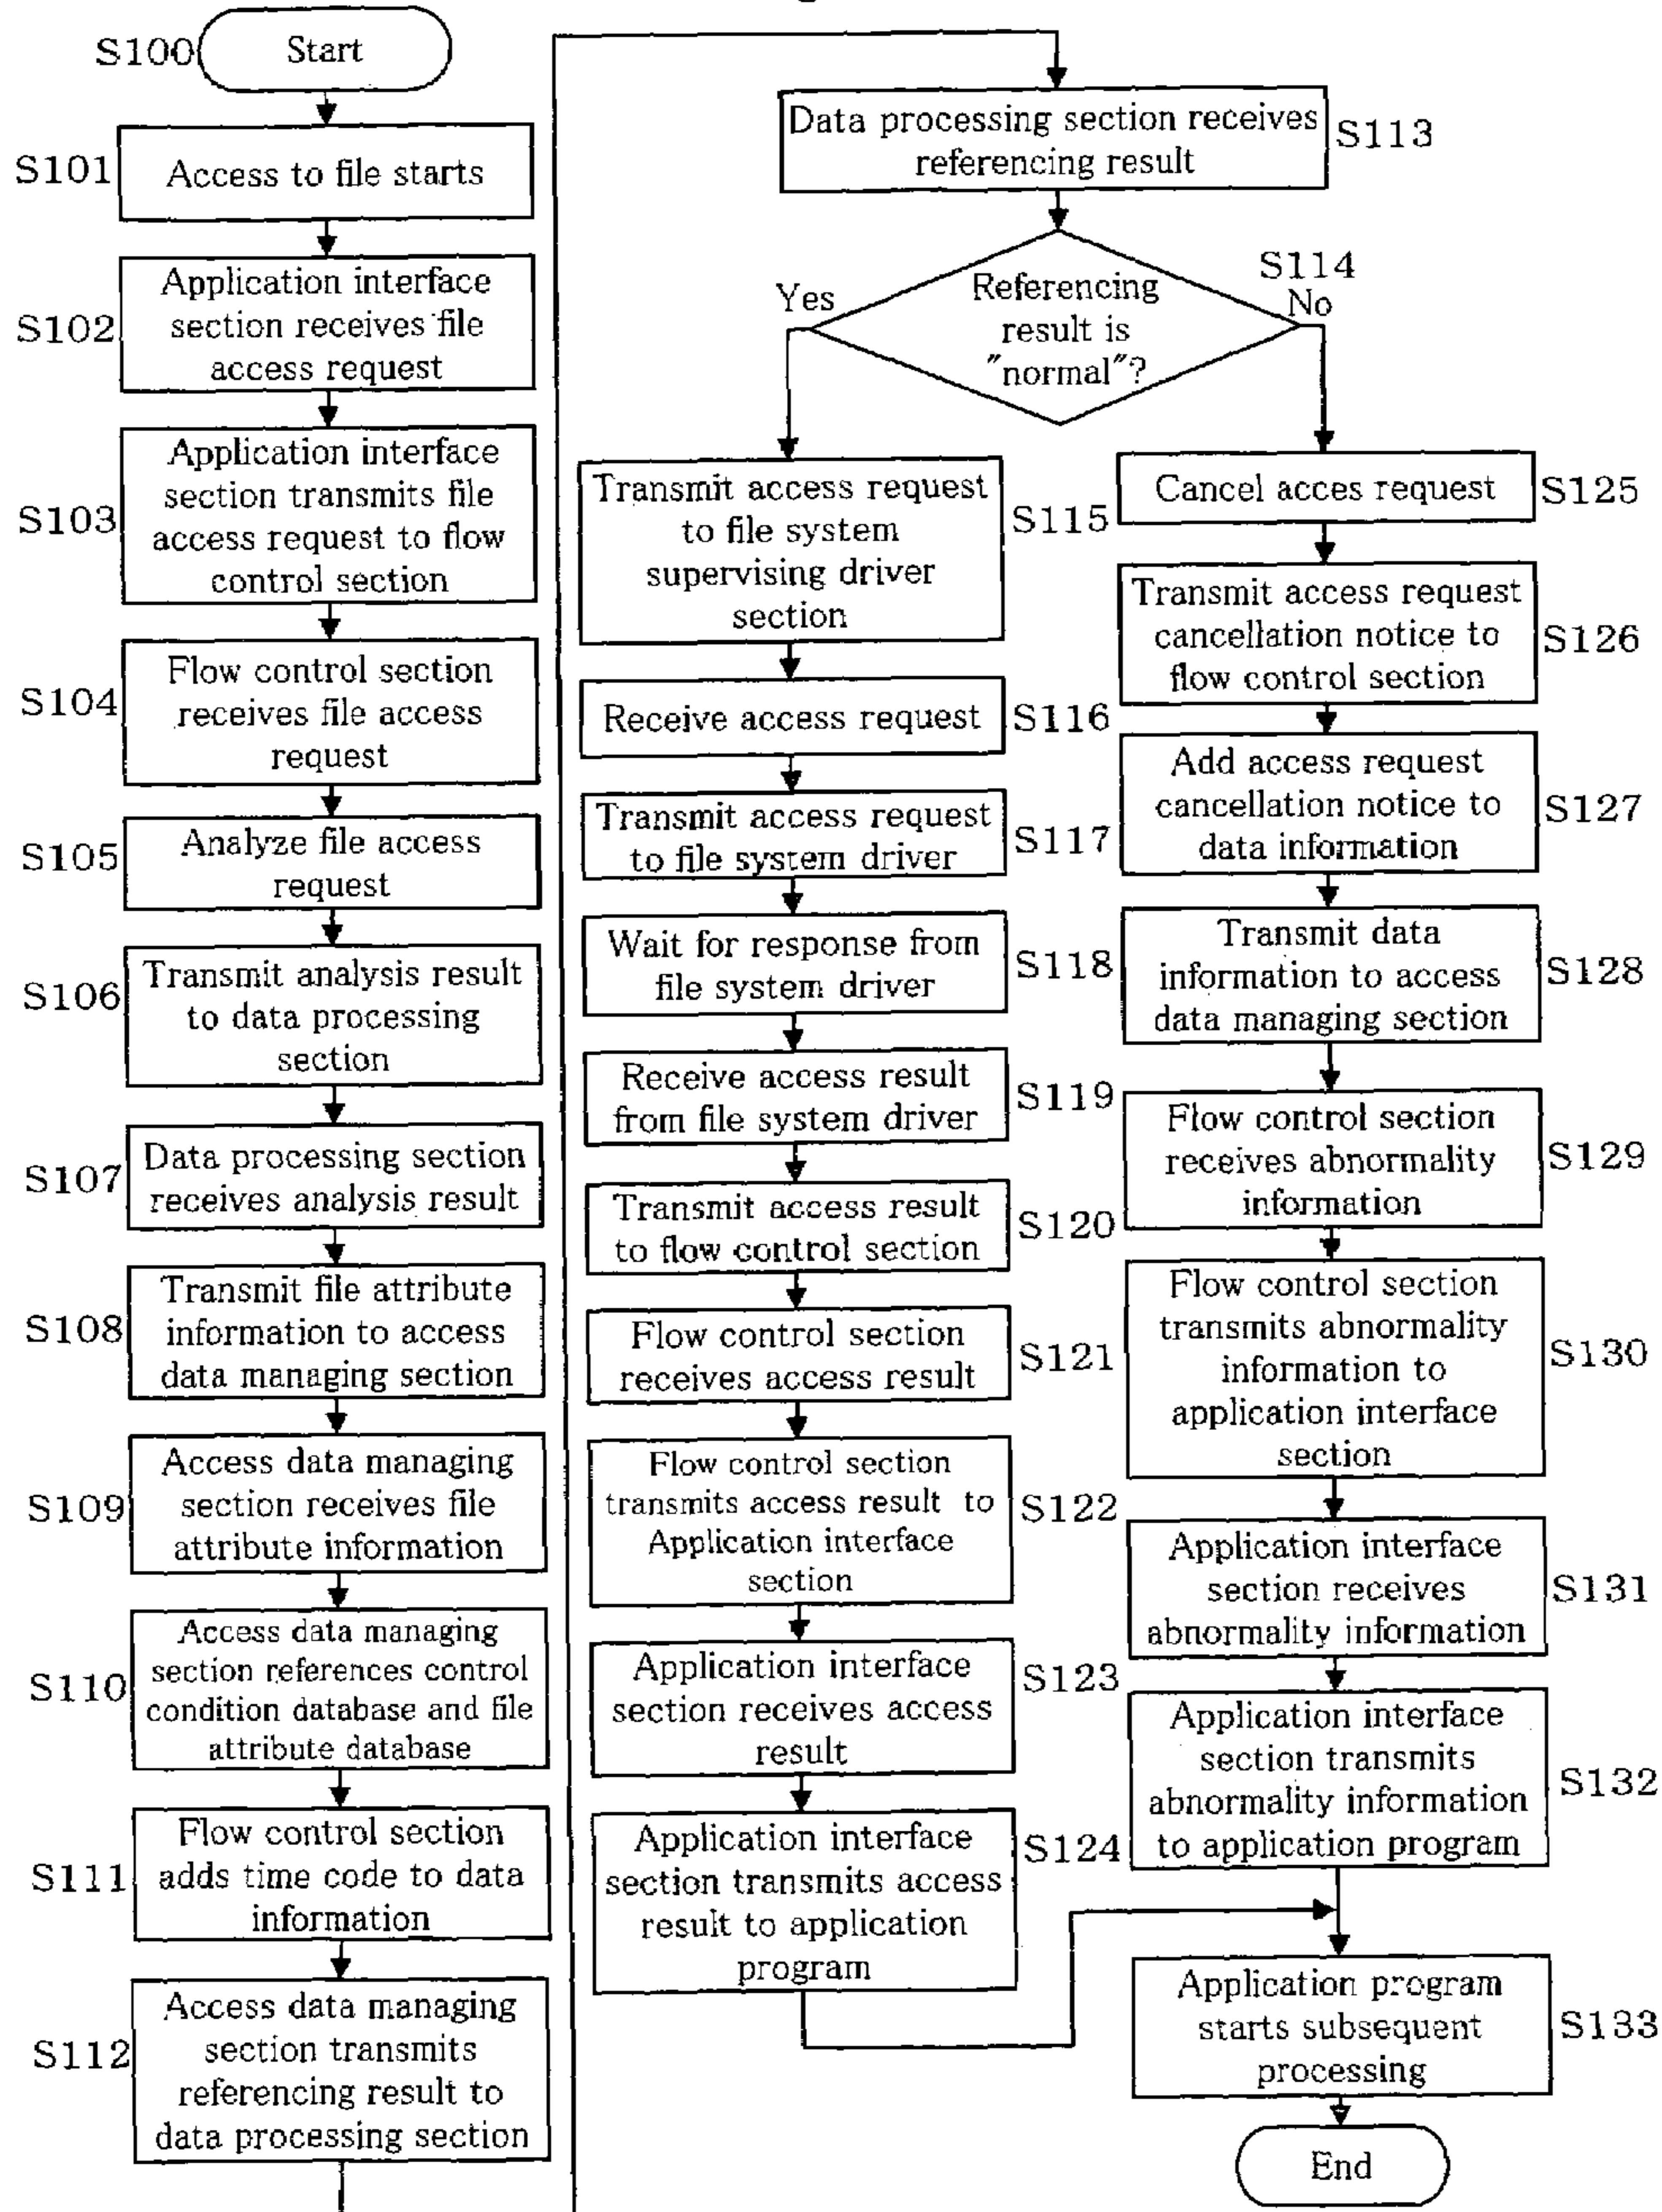 S100
Start
S101
Access to file starts
S102
Application interface
section receives file
access request
S103
Application interface
section transmits file
access request to flow
control section
S104
Flow control section
receives file access
request
S105
Analyze file access
request
S106
Transmit analysis result
to data processing
section
S107
Data processing section
receives analysis result
S108
Transmit file attribute
information to access
data managing section
S109
Access data managing
section receives file
attribute information
S110
Access data managing
section references control
condition database and file
attribute database
S111
Flow control section
adds time code to data
information
S112
Access data managing
section transmits
referencing result to
data processing section
Data processing section receives
referencing result
S113
S114
Referencing
result is
"normal"?
Yes
No
Transmit access request
to file system
supervising driver
section
S115
Receive access request
S116
Transmit access request
to file system driver
S117
Wait for response from
file system driver
S118
Receive access result
from file system driver
S119
Transmit access result
to flow control section
S120
Flow control section
receives access result
S121
Flow control section
transmits access result to
Application interface
section
S122
Application interface
section receives access
result
S123
Application interface
section transmits access
result to application
program
S124
Cancel acces request
S125
Transmit access request
cancellation notice to
flow control section
S126
Add access request
cancellation notice to
data information
S127
Transmit data
information to access
data managing section
S128
Flow control section
receives abnormality
information
S129
Flow control section
transmits abnormality
information to
application interface
section
S130
Application interface
section receives
abnormality information
S131
Application interface
section transmits
abnormality information
to application program
S132
Application program
starts subsequent
processing
S133
End